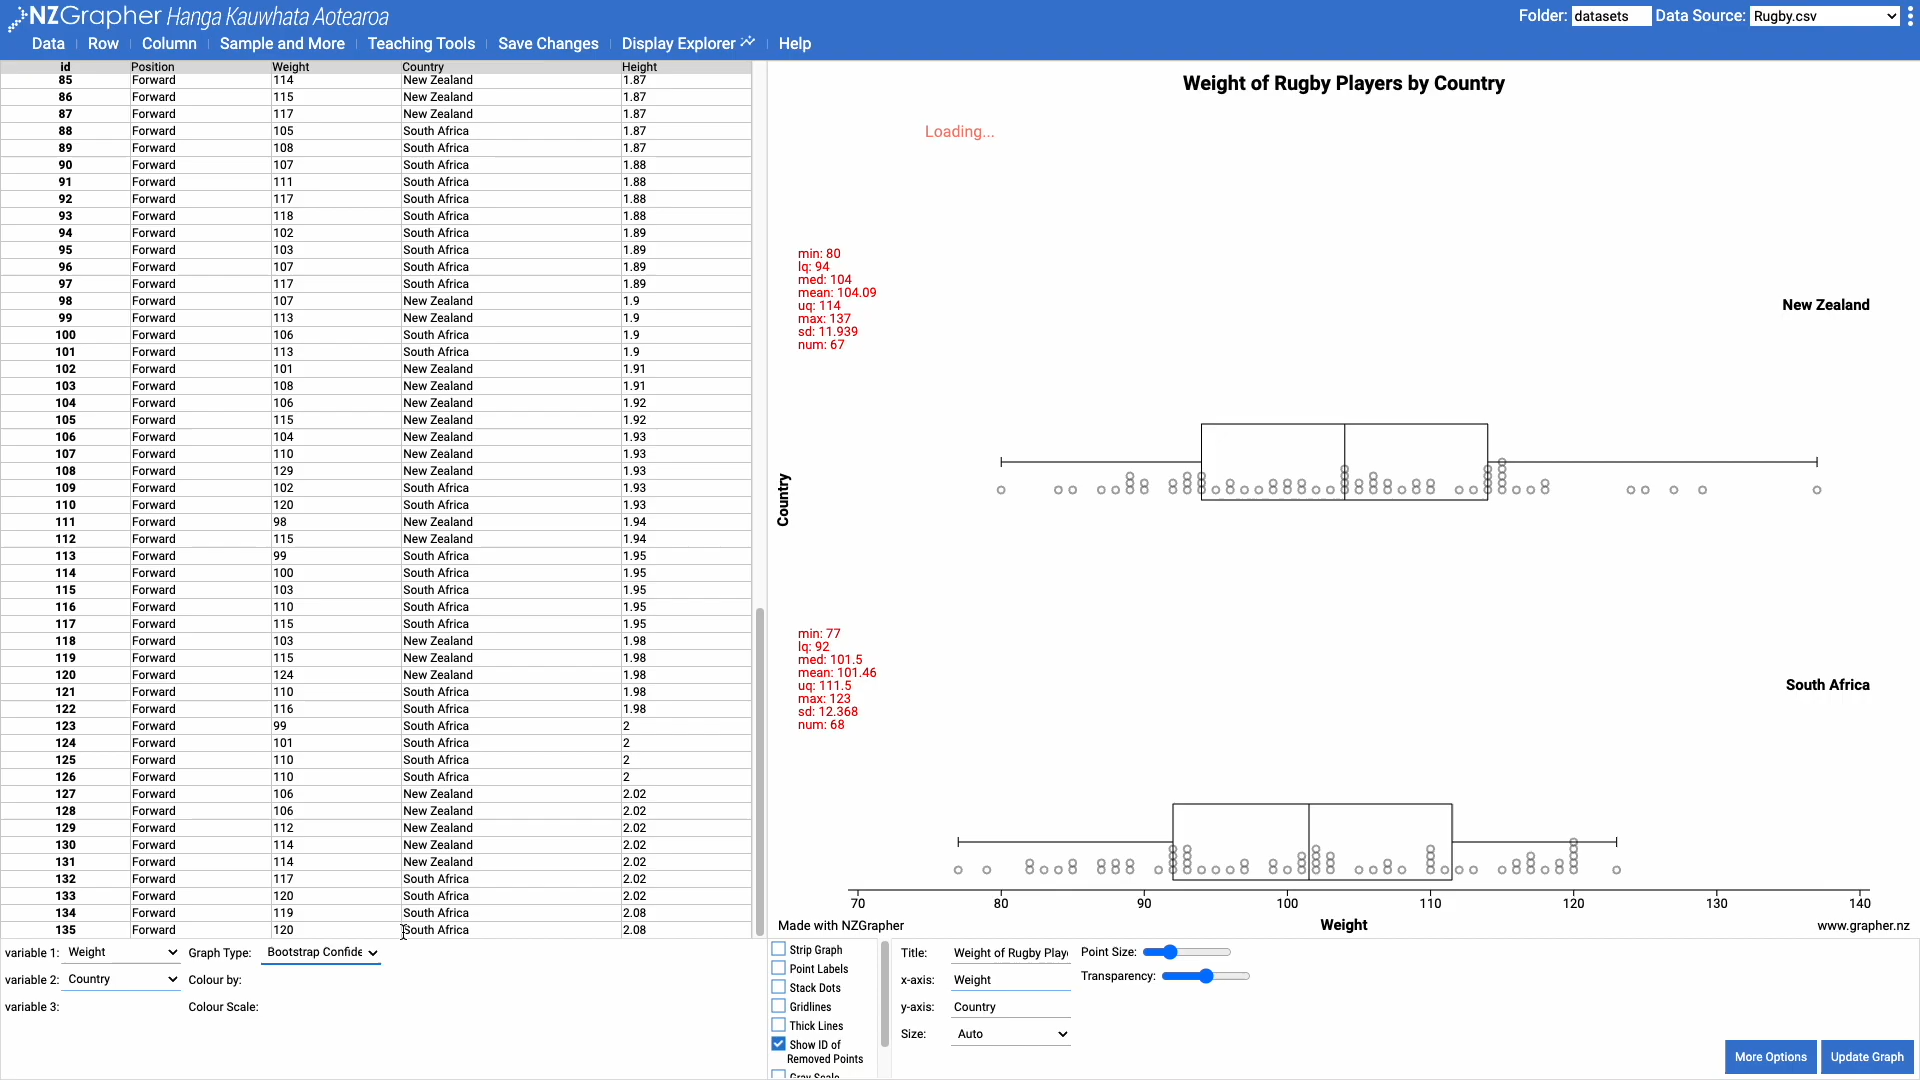 NZGrapher Hanga Kauwhata Aotearoa
Folder: datasets Data Source: Rugby.csv
Data Row Column Sample and More Teaching Tools Save Changes Display Explorer Help
id Position Weight Country Height
85 Forward 114 New Zealand 1.87
86 Forward 115 New Zealand 1.87
87 Forward 117 New Zealand 1.87
88 Forward 105 South Africa 1.87
89 Forward 108 South Africa 1.87
90 Forward 107 South Africa 1.88
91 Forward 111 South Africa 1.88
92 Forward 117 South Africa 1.88
93 Forward 118 South Africa 1.88
94 Forward 102 South Africa 1.89
95 Forward 103 South Africa 1.89
96 Forward 107 South Africa 1.89
97 Forward 117 South Africa 1.89
98 Forward 107 New Zealand 1.9
99 Forward 113 New Zealand 1.9
100 Forward 106 South Africa 1.9
101 Forward 113 South Africa 1.9
102 Forward 101 New Zealand 1.91
103 Forward 108 New Zealand 1.91
104 Forward 106 New Zealand 1.92
105 Forward 115 New Zealand 1.92
106 Forward 104 New Zealand 1.93
107 Forward 110 New Zealand 1.93
108 Forward 129 New Zealand 1.93
109 Forward 102 South Africa 1.93
110 Forward 120 South Africa 1.93
111 Forward 98 New Zealand 1.94
112 Forward 115 New Zealand 1.94
113 Forward 99 South Africa 1.95
114 Forward 100 South Africa 1.95
115 Forward 103 South Africa 1.95
116 Forward 110 South Africa 1.95
117 Forward 115 South Africa 1.95
118 Forward 103 New Zealand 1.98
119 Forward 115 New Zealand 1.98
120 Forward 124 New Zealand 1.98
121 Forward 110 South Africa 1.98
122 Forward 116 South Africa 1.98
123 Forward 99 South Africa 2
124 Forward 101 South Africa 2
125 Forward 110 South Africa 2
126 Forward 110 South Africa 2
127 Forward 106 New Zealand 2.02
128 Forward 106 New Zealand 2.02
129 Forward 112 New Zealand 2.02
130 Forward 114 New Zealand 2.02
131 Forward 114 New Zealand 2.02
132 Forward 117 South Africa 2.02
133 Forward 120 South Africa 2.02
134 Forward 119 South Africa 2.08
135 Forward 120 South Africa 2.08
Weight of Rugby Players by Country
Loading...
min: 80
lq: 94
med: 104
mean: 104.09
uq: 114
max: 137
sd: 11.939
num: 67
New Zealand
Country
min: 77
lq: 92
med: 101.5
mean: 101.46
uq: 111.5
max: 123
sd: 12.368
num: 68
South Africa
70 80 90 100 110 120 130 140
Made with NZGrapher
Weight
www.grapher.nz
variable 1: Weight Graph Type: Bootstrap Confide
variable 2: Country Colour by:
variable 3: Colour Scale:
Strip Graph
Point Labels
Stack Dots
Gridlines
Thick Lines
Show ID of
Removed Points
Gray Scale
Title: Weight of Rugby Play
x-axis: Weight
y-axis: Country
Size: Auto
Point Size:
Transparency:
More Options
Update Graph